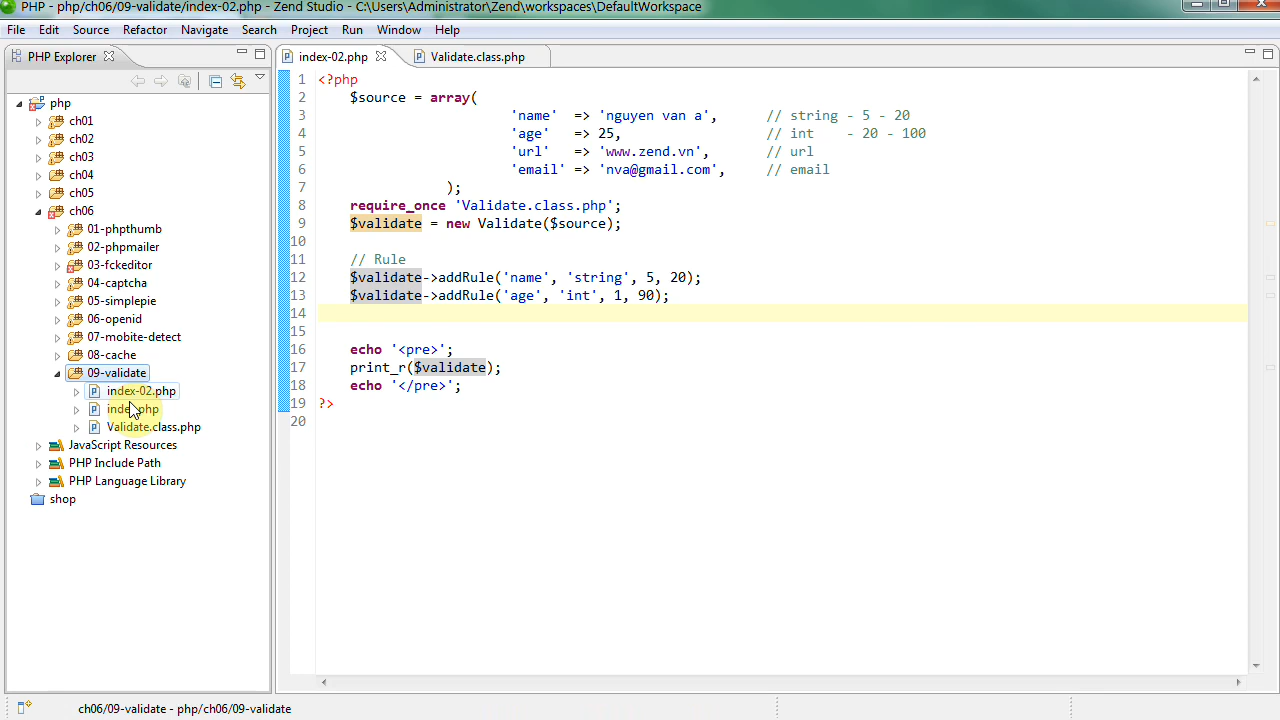 PHP - php/ch06/09-validate/index-02.php - Zend Studio - C:\Users\Administrator\Zend\workspaces\DefaultWorkspace
File Edit Source Refactor Navigate Search Project Run Window Help
PHP Explorer
php
ch01
ch02
ch03
ch04
ch05
ch06
01-phpthumb
02-phpmailer
03-fckeditor
04-captcha
05-simplepie
06-openid
07-mobite-detect
08-cache
09-validate
index-02.php
index.php
Validate.class.php
JavaScript Resources
PHP Include Path
PHP Language Library
shop
index-02.php Validate.class.php
1 <?php
2 $source = array(
3 'name' => 'nguyen van a', // string - 5 - 20
4 'age' => 25, // int - 20 - 100
5 'url' => 'www.zend.vn', // url
6 'email' => 'nva@gmail.com', // email
7 );
8 require_once 'Validate.class.php';
9 $validate = new Validate($source);
10
11 // Rule
12 $validate->addRule('name', 'string', 5, 20);
13 $validate->addRule('age', 'int', 1, 90);
14
15
16 echo '<pre>';
17 print_r($validate);
18 echo '</pre>';
19 ?>
20
ch06/09-validate - php/ch06/09-validate